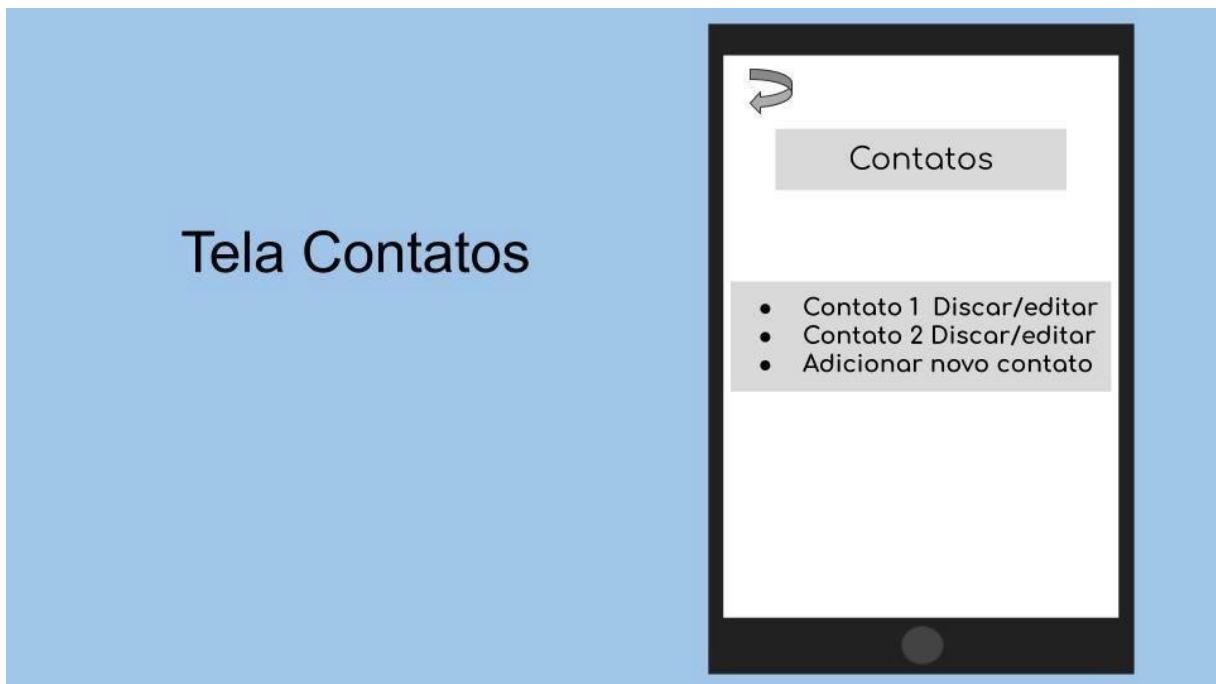 Tela Contatos
Contatos
● Contato 1 Discar/editar
● Contato 2 Discar/editar
● Adicionar novo contato